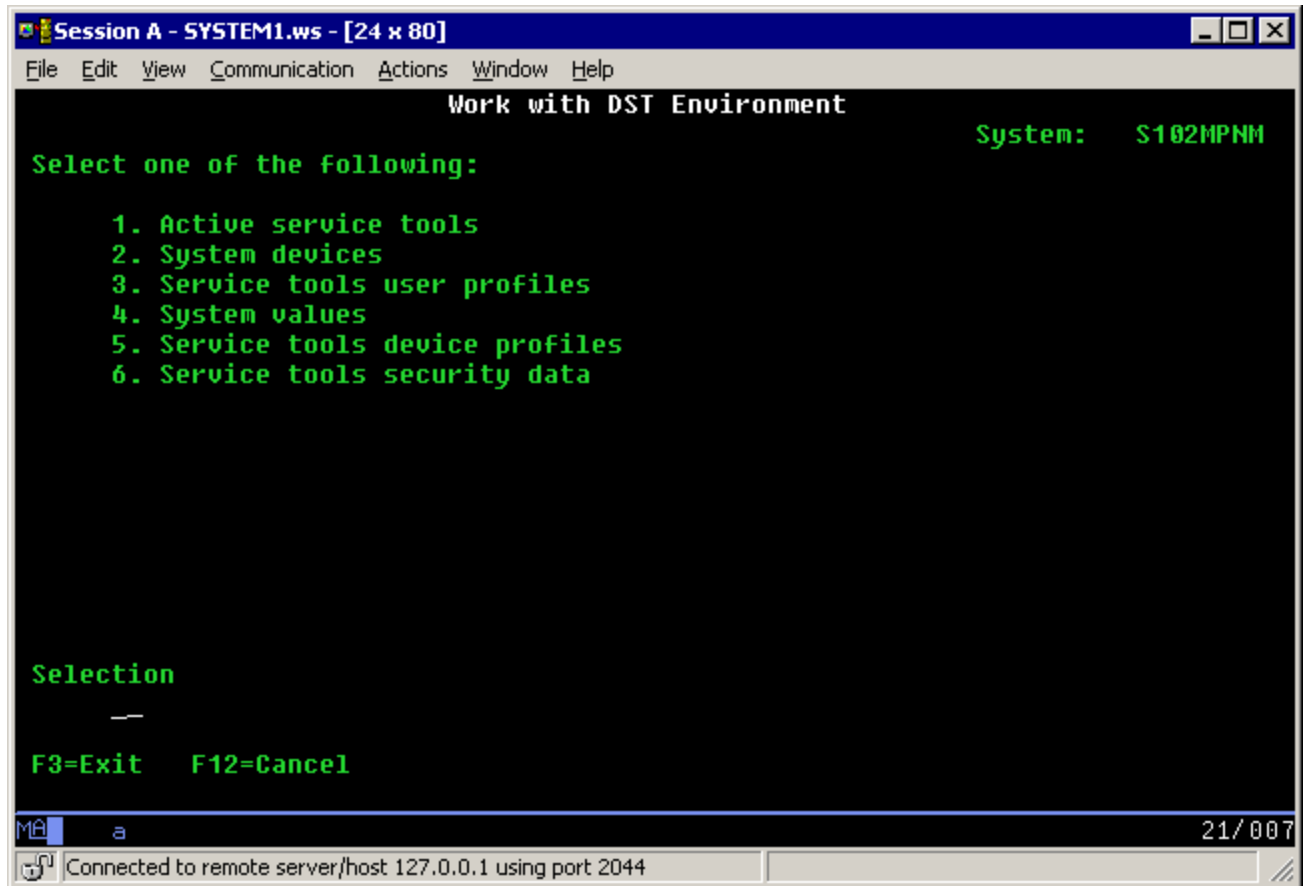 Session A - SYSTEM1.ws - [24 x 80]
File Edit View Communication Actions Window Help
Work with DST Environment
System: S102MPNM
Select one of the following:
1. Active service tools
2. System devices
3. Service tools user profiles
4. System values
5. Service tools device profiles
6. Service tools security data
Selection
F3=Exit F12=Cancel
MA a 21/007
Connected to remote server/host 127.0.0.1 using port 2044